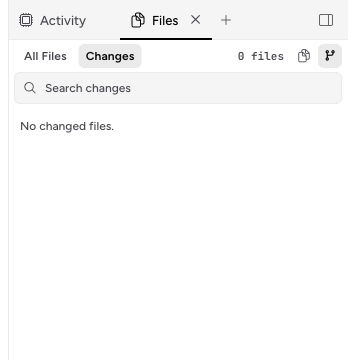 Activity
Files
All Files
Changes
0 files
Search changes
No changed files.